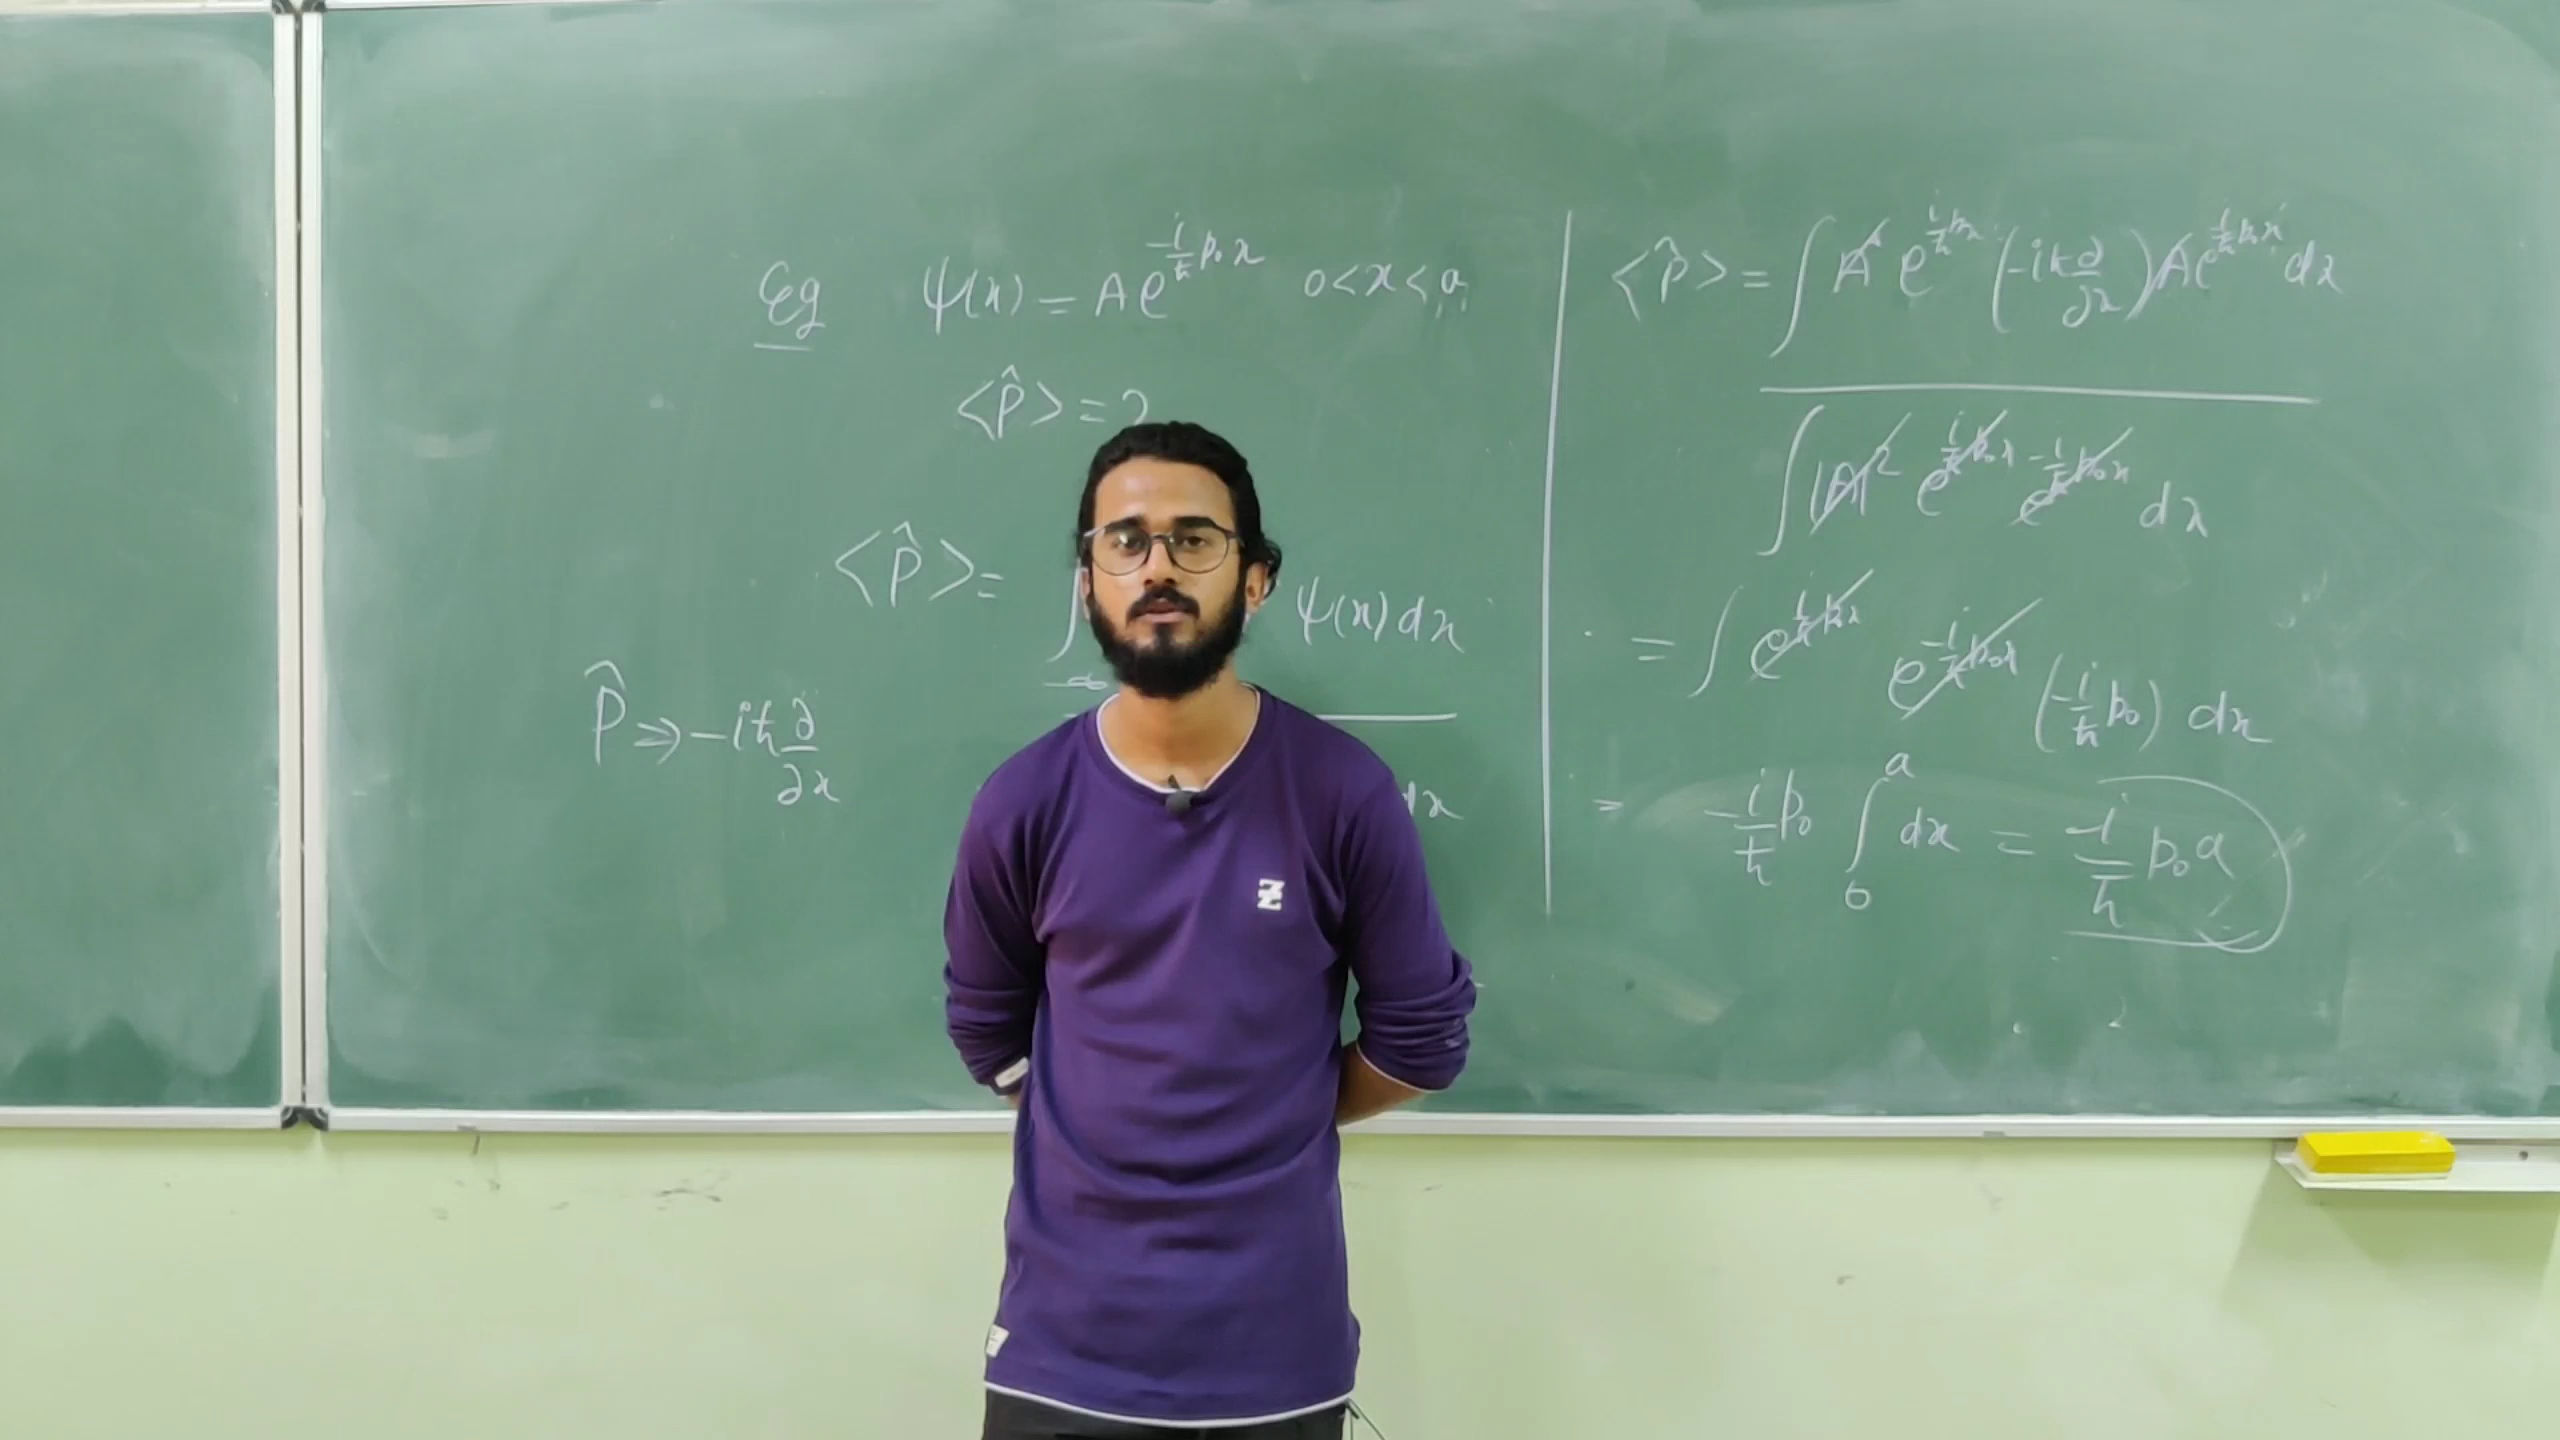 Eg ψ(x) = A e^{-i/ħ p₀x} 0<x<a
<p̂> = ?
<p̂> = ∫ ψ(x) dx
-∞
p̂ ⇒ -iħ ∂/∂x
dx
<p̂> = ∫ A* e^{i/ħ p₀x} (-iħ ∂/∂x) A e^{-i/ħ p₀x} dx
∫ |A|² e^{i/ħ p₀x} e^{-i/ħ p₀x} dx
= ∫ e^{i/ħ p₀x} e^{-i/ħ p₀x} (-i/ħ p₀) dx
= -i/ħ p₀ ∫₀ᵃ dx = -i/ħ p₀a
Z